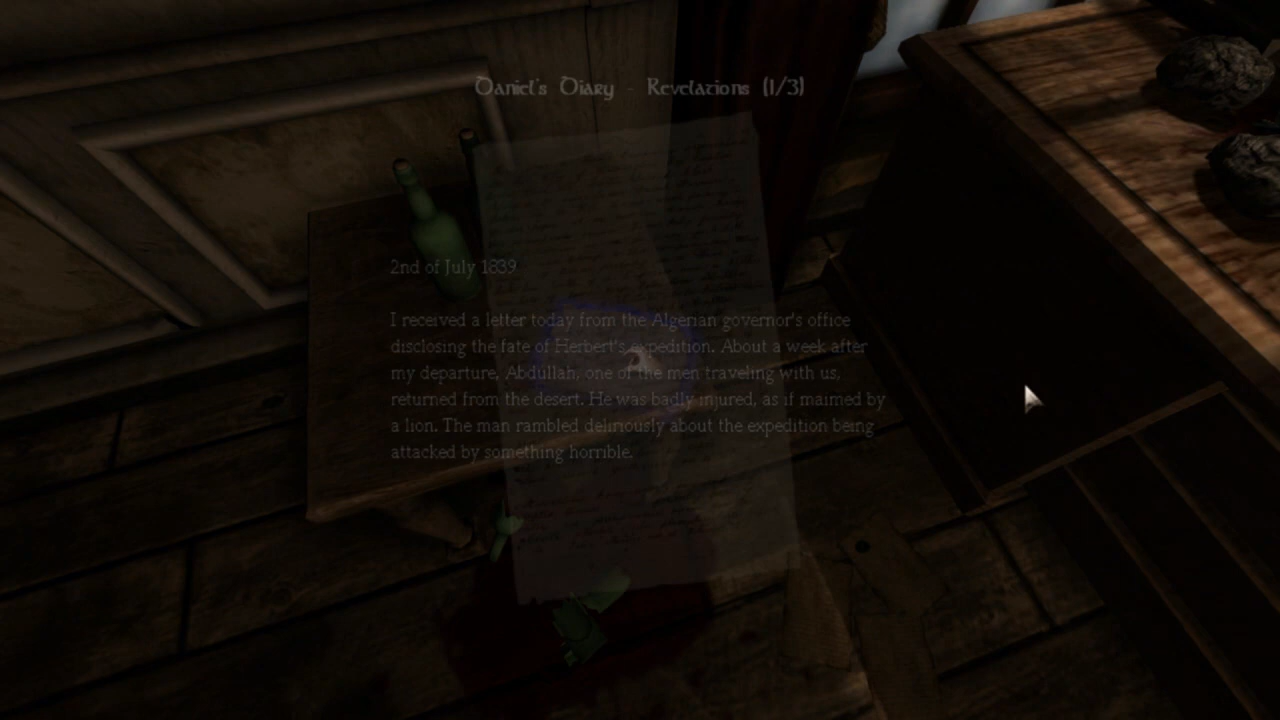 Daniel's Diary - Revelations (1/3)
2nd of July 1839
I received a letter today from the Algerian governor's office
disclosing the fate of Herbert's expedition. About a week after
my departure, Abdullah, one of the men traveling with us,
returned from the desert. He was badly injured, as if maimed by
a lion. The man rambled deliriously about the expedition being
attacked by something horrible.